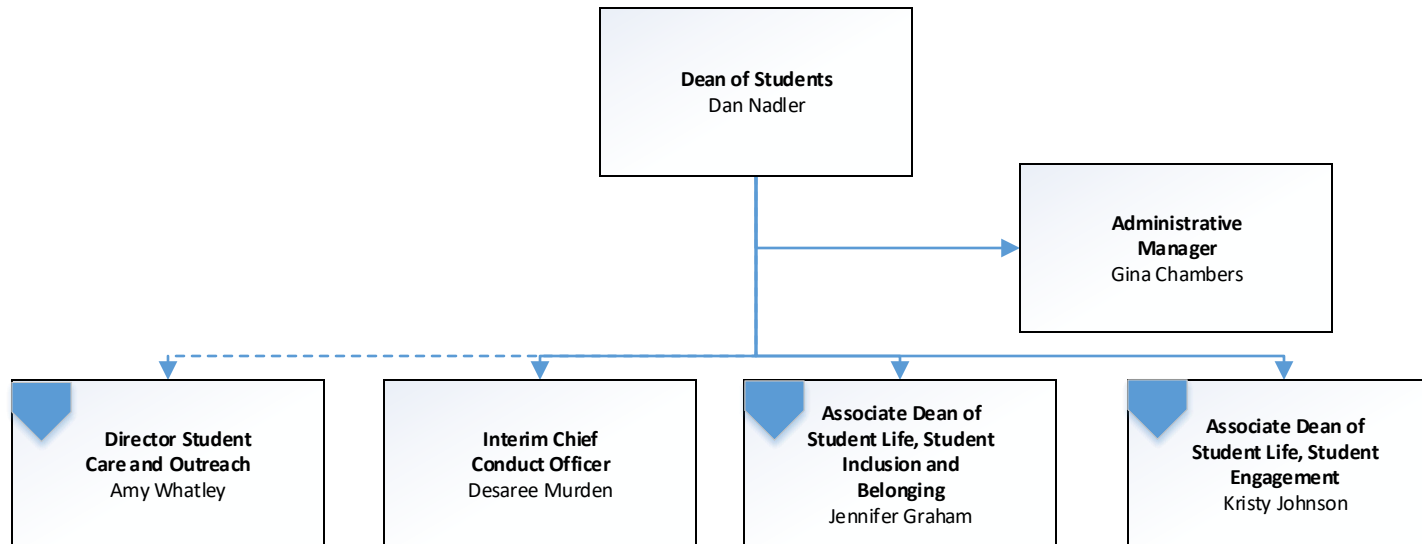 Dean of Students
Dan Nadler
Administrative
Manager
Gina Chambers
Director Student
Care and Outreach
Amy Whatley
Interim Chief
Conduct Officer
Desaree Murden
Associate Dean of
Student Life, Student
Inclusion and
Belonging
Jennifer Graham
Associate Dean of
Student Life, Student
Engagement
Kristy Johnson